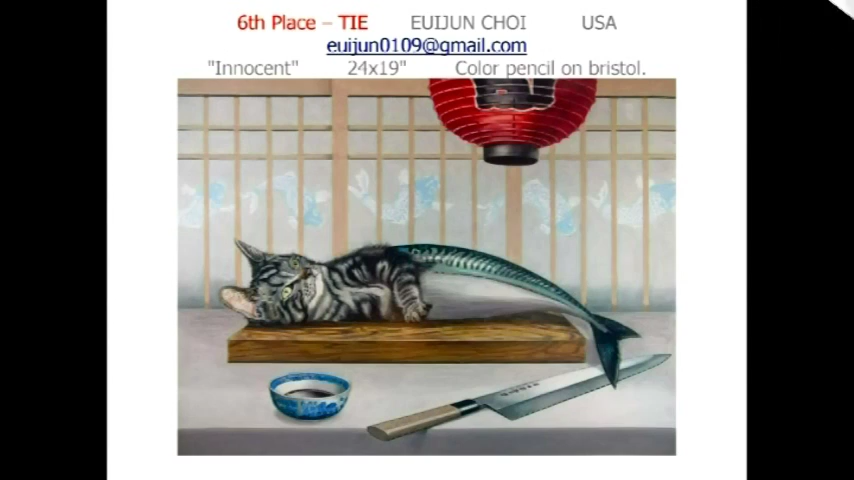 6th Place – TIE EUIJUN CHOI USA
euijun0109@gmail.com
"Innocent" 24x19" Color pencil on bristol.